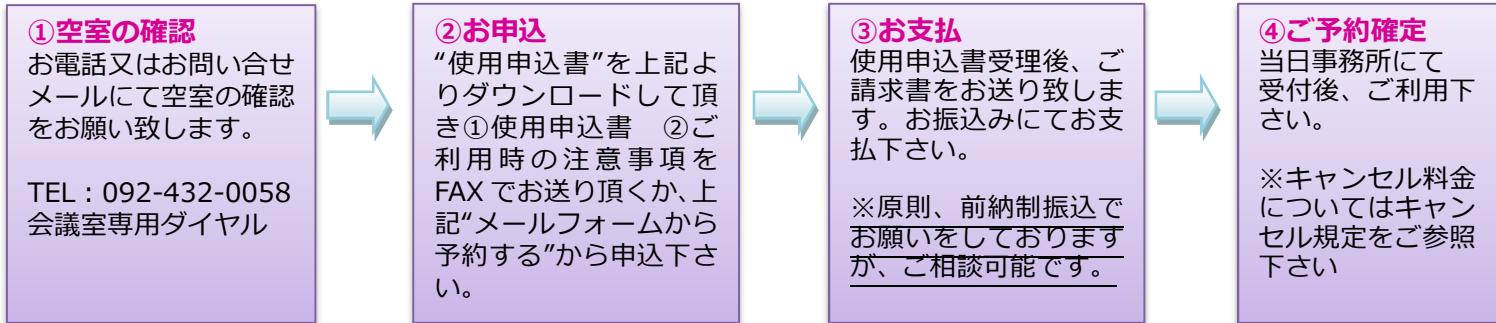 ①空室の確認
お電話又はお問い合せ
メールにて空室の確認
をお願い致します。
TEL：092-432-0058
会議室専用ダイヤル
②お申込
“使用申込書”を上記よ
りダウンロードして頂
き①使用申込書　②ご
利用時の注意事項を
FAXでお送り頂くか、上
記“メールフォームから
予約する”から申込下さ
い。
③お支払
使用申込書受理後、ご
請求書をお送り致しま
す。お振込みにてお支
払下さい。
※原則、前納制振込で
お願いをしております
が、ご相談可能です。
④ご予約確定
当日事務所にて
受付後、ご利用下
さい。
※キャンセル料金
についてはキャン
セル規定をご参照
下さい